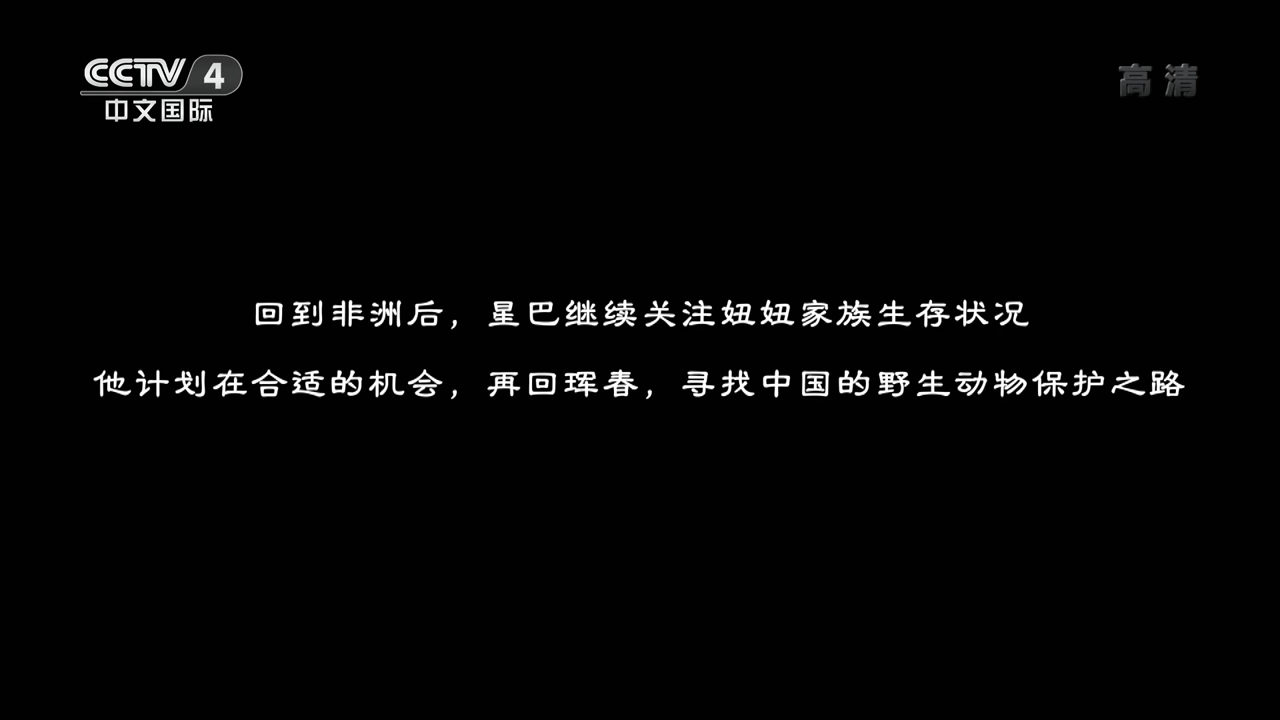 CCTV 4
中文国际
高清
回到非洲后，星巴继续关注妞妞家族生存状况
他计划在合适的机会，再回珲春，寻找中国的野生动物保护之路